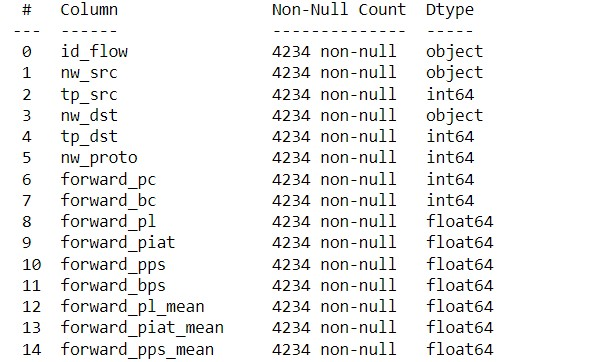 #   Column             Non-Null Count  Dtype
---  ------             --------------  -----
0   id_flow            4234 non-null   object
1   nw_src             4234 non-null   object
2   tp_src             4234 non-null   int64
3   nw_dst             4234 non-null   object
4   tp_dst             4234 non-null   int64
5   nw_proto           4234 non-null   int64
6   forward_pc         4234 non-null   int64
7   forward_bc         4234 non-null   int64
8   forward_pl         4234 non-null   float64
9   forward_piat       4234 non-null   float64
10  forward_pps        4234 non-null   float64
11  forward_bps        4234 non-null   float64
12  forward_pl_mean    4234 non-null   float64
13  forward_piat_mean  4234 non-null   float64
14  forward_pps_mean   4234 non-null   float64